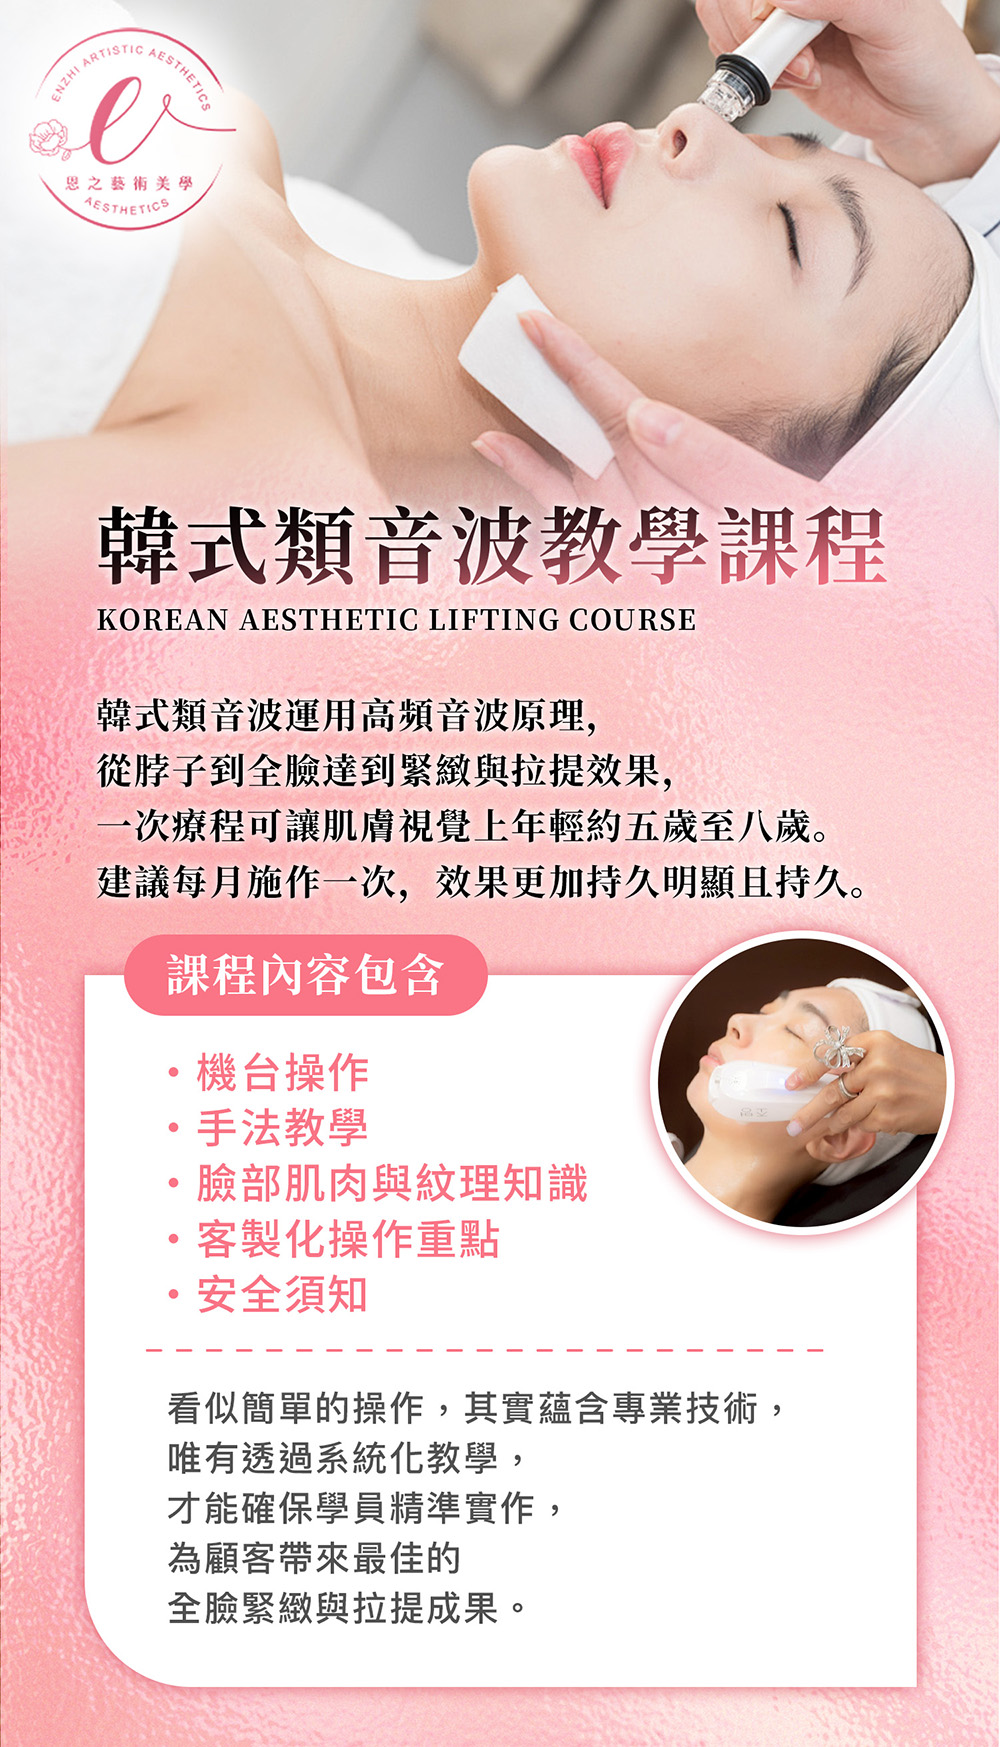 ENZHI ARTISTIC AESTHETICS
恩之藝術美學
AESTHETICS
韓式類音波教學課程
KOREAN AESTHETIC LIFTING COURSE
韓式類音波運用高頻音波原理，
從脖子到全臉達到緊緻與拉提效果，
一次療程可讓肌膚視覺上年輕約五歲至八歲。
建議每月施作一次，效果更加持久明顯且持久。
課程內容包含
・機台操作
・手法教學
・臉部肌肉與紋理知識
・客製化操作重點
・安全須知
看似簡單的操作，其實蘊含專業技術，
唯有透過系統化教學，
才能確保學員精準實作，
為顧客帶來最佳的
全臉緊緻與拉提成果。